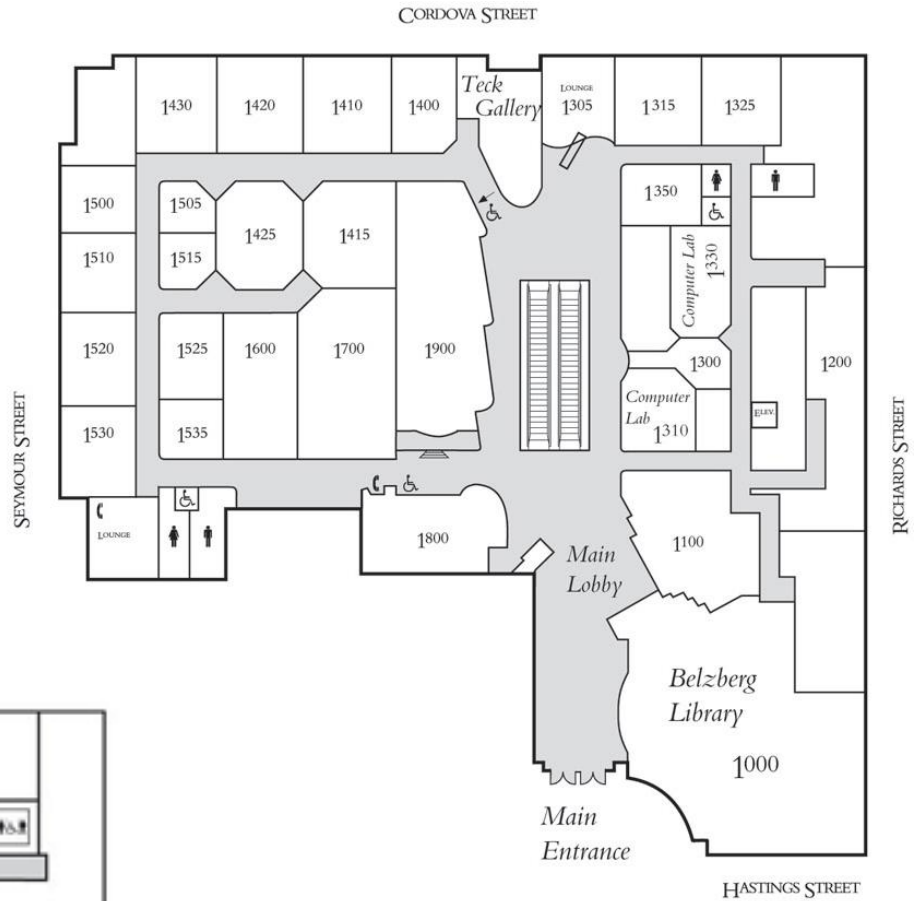 CORDOVA STREET
1430
1420
1410
1400
Teck
Gallery
LOUNGE
1305
1315
1325
1500
1505
1425
1415
1350
1510
1515
Computer Lab
1330
1520
1525
1600
1700
1900
1300
1200
Computer
Lab
1310
ELEV.
1530
1535
SEYMOUR STREET
RICHARDS STREET
LOUNGE
1800
Main
Lobby
1100
Belzberg
Library
1000
Main
Entrance
HASTINGS STREET